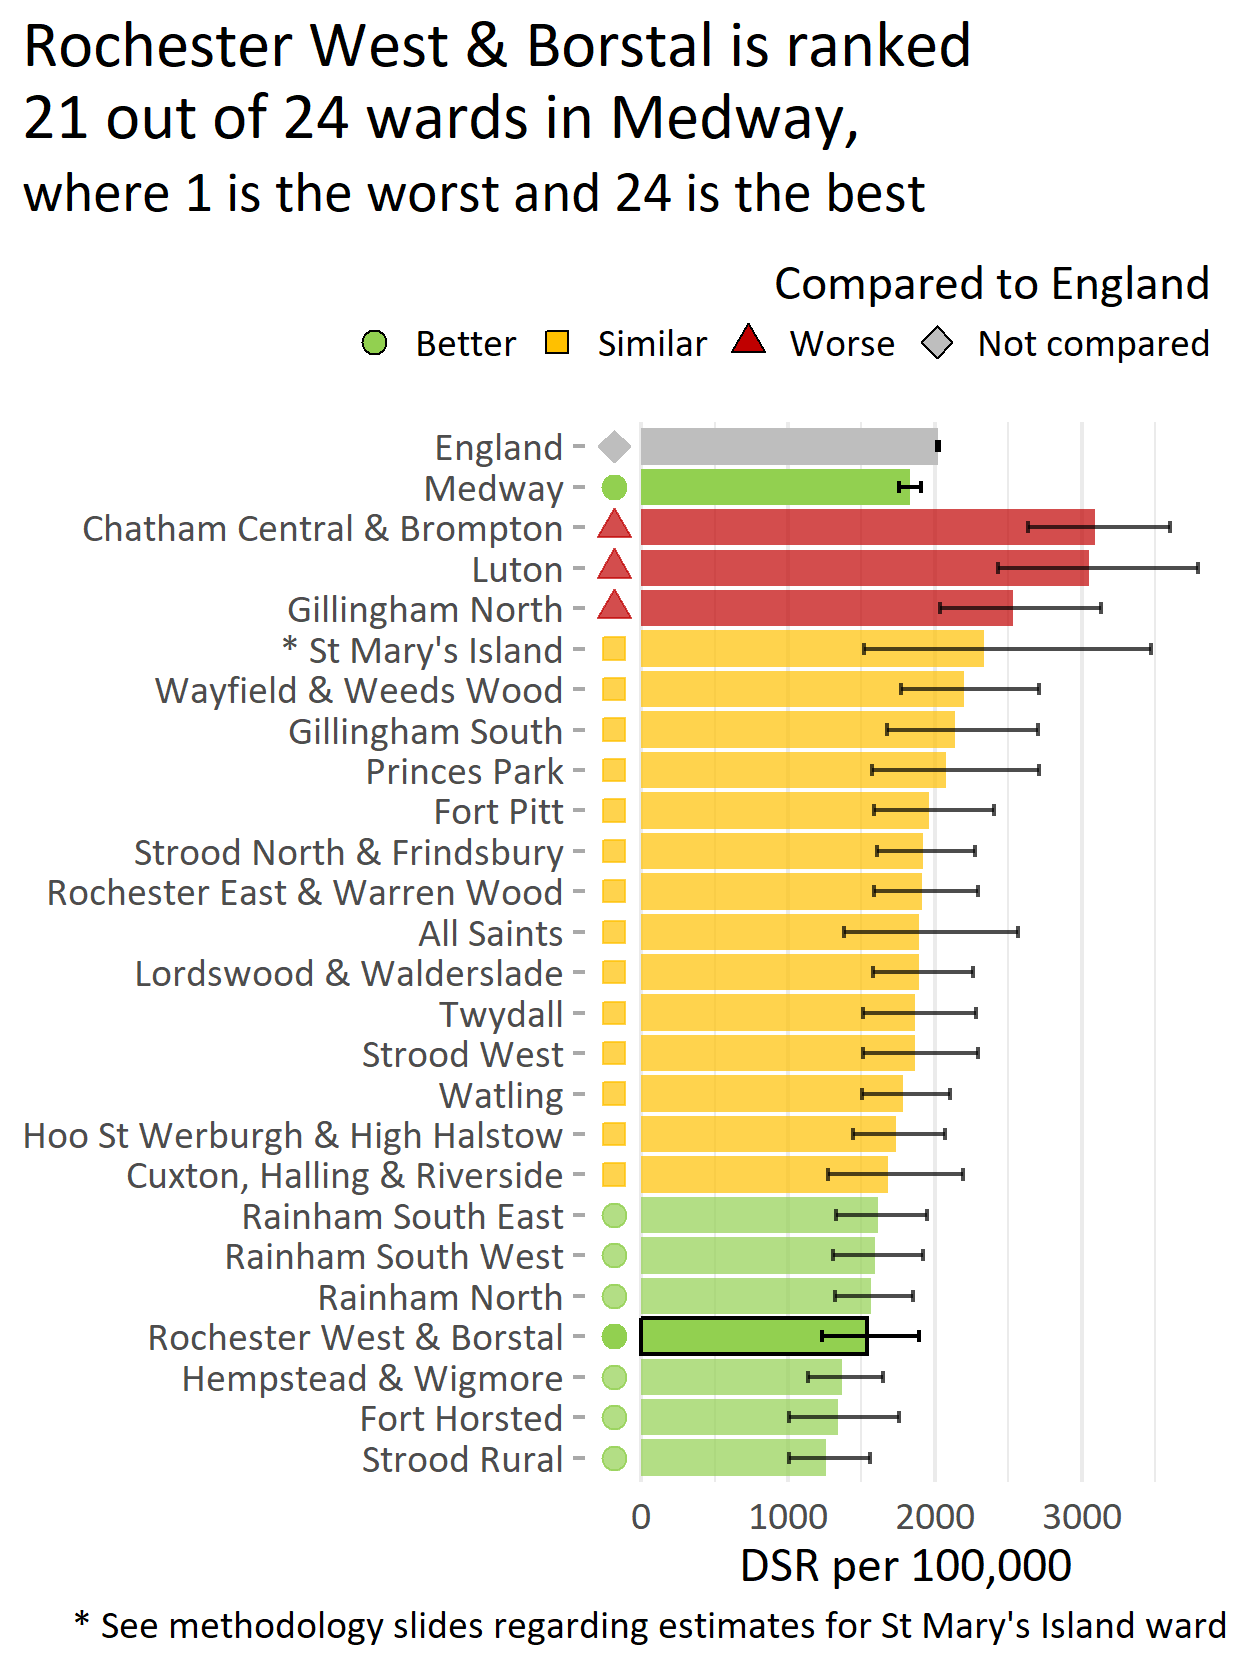 Rochester West & Borstal is ranked
21 out of 24 wards in Medway,
where 1 is the worst and 24 is the best
Compared to England
Better Similar Worse Not compared
England
Medway
Chatham Central & Brompton
Luton
Gillingham North
* St Mary's Island
Wayfield & Weeds Wood
Gillingham South
Princes Park
Fort Pitt
Strood North & Frindsbury
Rochester East & Warren Wood
All Saints
Lordswood & Walderslade
Twydall
Strood West
Watling
Hoo St Werburgh & High Halstow
Cuxton, Halling & Riverside
Rainham South East
Rainham South West
Rainham North
Rochester West & Borstal
Hempstead & Wigmore
Fort Horsted
Strood Rural
0 1000 2000 3000
DSR per 100,000
* See methodology slides regarding estimates for St Mary's Island ward